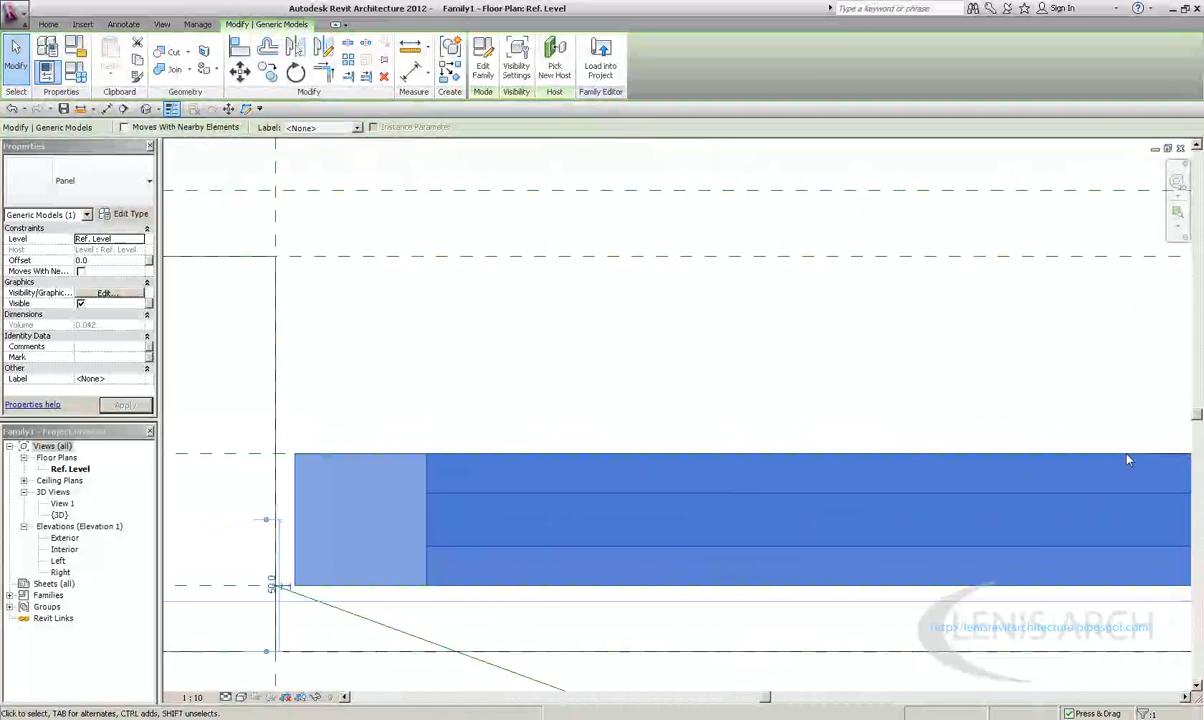 Autodesk Revit Architecture 2012 - Family1 - Floor Plan: Ref. Level
Type a keyword or phrase
Sign In
Home Insert Annotate View Manage Modify | Generic Models
Modify
Cut
Join
Edit Family
Visibility Settings
Pick New Host
Load into Project
Select Properties Clipboard Geometry Modify Measure Create Mode Visibility Host Family Editor
Modify | Generic Models
Moves With Nearby Elements
Label: <None>
Instance Parameter
Properties
Panel
Generic Models (1)
Edit Type
Constraints
Level Ref. Level
Host Level : Ref. Level
Offset 0.0
Moves With Ne...
Graphics
Visibility/Graphic... Edit...
Visible
Dimensions
Volume 0.042
Identity Data
Comments
Mark
Other
Label <None>
Properties help
Apply
Family1 - Project Browser
Views (all)
Floor Plans
Ref. Level
Ceiling Plans
3D Views
View 1
{3D}
Elevations (Elevation 1)
Exterior
Interior
Left
Right
Sheets (all)
Families
Groups
Revit Links
LENIS ARCH
http://lenisrevitarchitecture.blogspot.com/
1 : 10
Click to select, TAB for alternates, CTRL adds, SHIFT unselects.
Press & Drag
:1